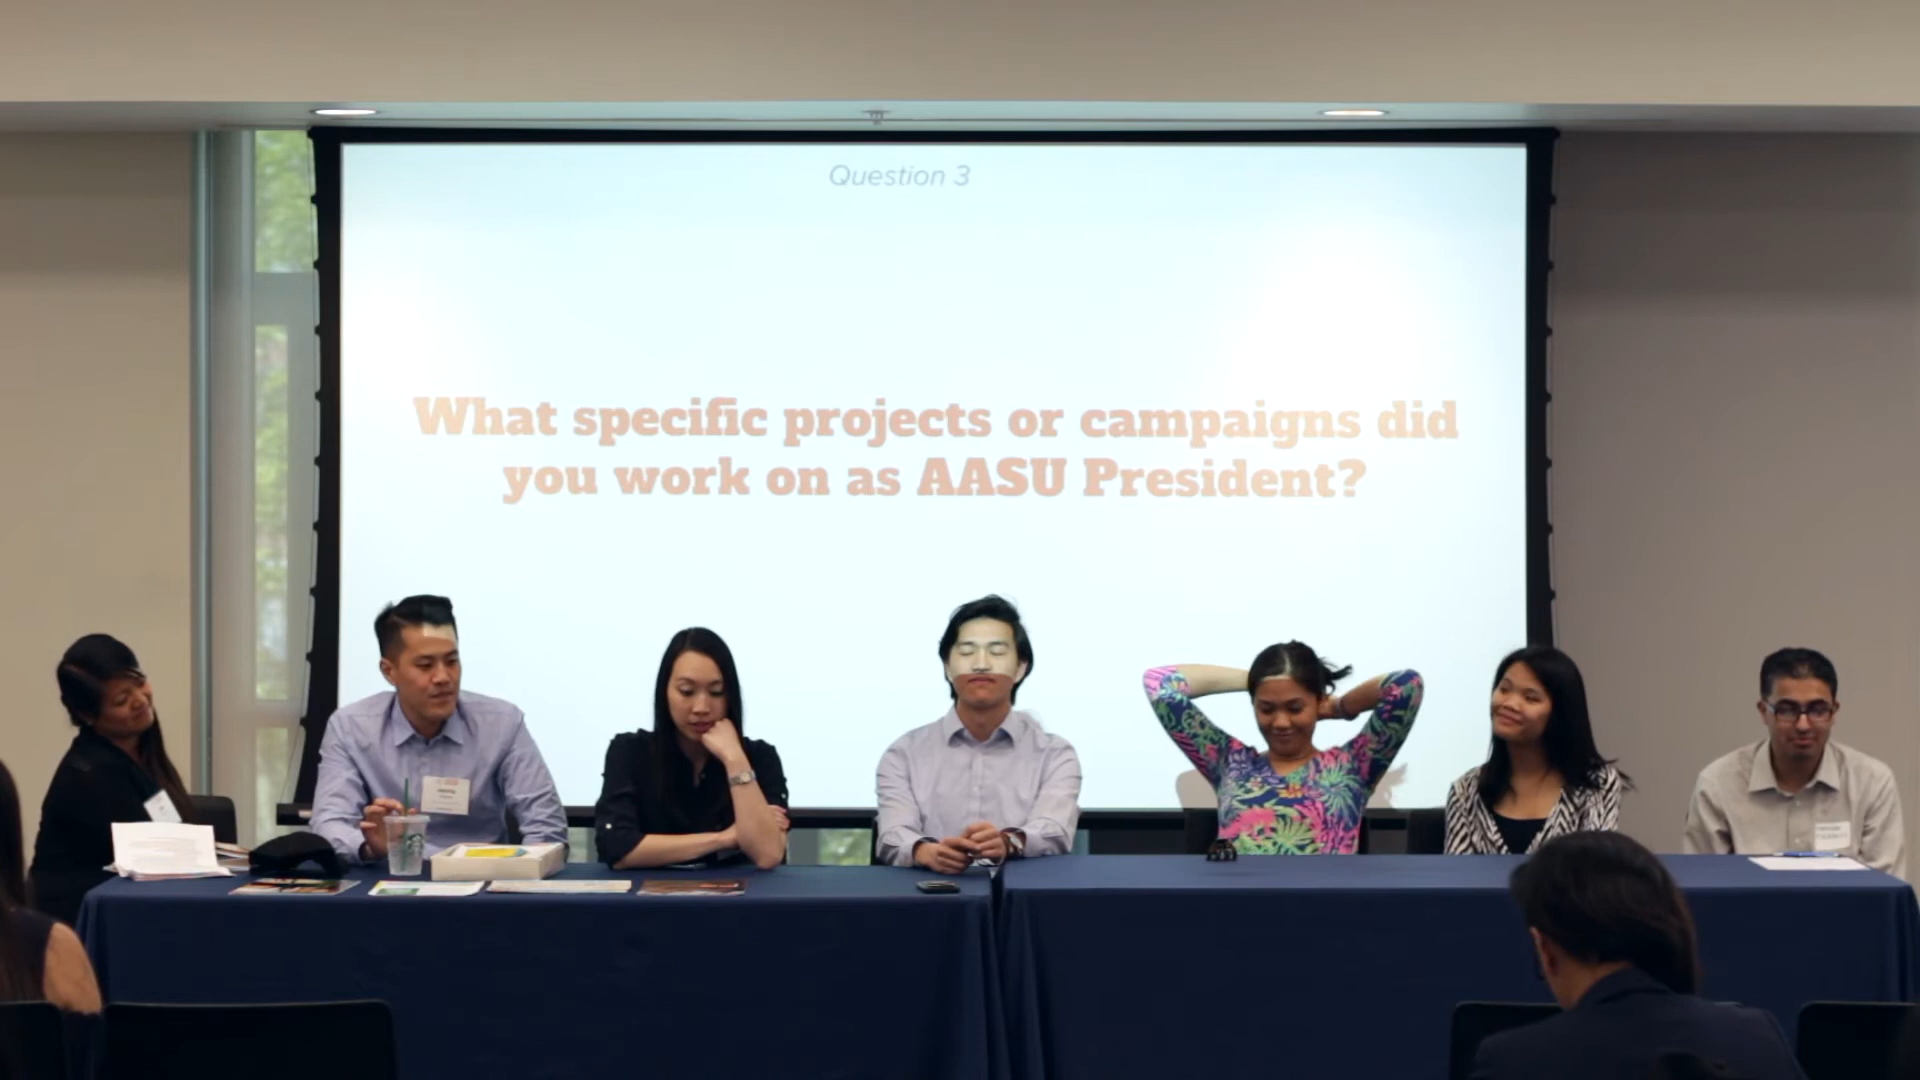 Question 3
What specific projects or campaigns did
you work on as AASU President?